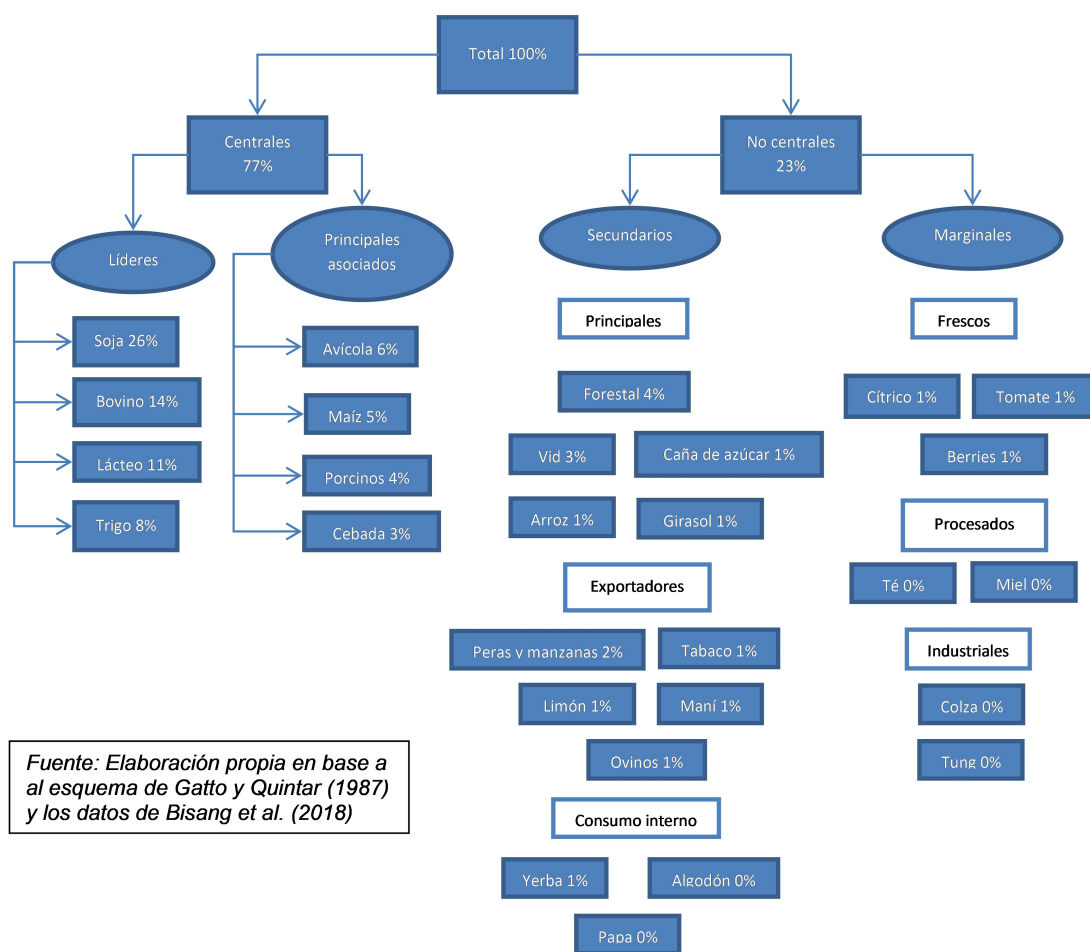 Total 100%
Centrales
77%
No centrales
23%
Líderes
Principales
asociados
Secundarios
Marginales
Soja 26%
Bovino 14%
Lácteo 11%
Trigo 8%
Avícola 6%
Maíz 5%
Porcinos 4%
Cebada 3%
Principales
Forestal 4%
Vid 3%
Caña de azúcar 1%
Arroz 1%
Girasol 1%
Exportadores
Peras y manzanas 2%
Tabaco 1%
Limón 1%
Maní 1%
Ovinos 1%
Consumo interno
Yerba 1%
Algodón 0%
Papa 0%
Frescos
Cítrico 1%
Tomate 1%
Berries 1%
Procesados
Té 0%
Miel 0%
Industriales
Colza 0%
Tung 0%
Fuente: Elaboración propia en base a
al esquema de Gatto y Quintar (1987)
y los datos de Bisang et al. (2018)